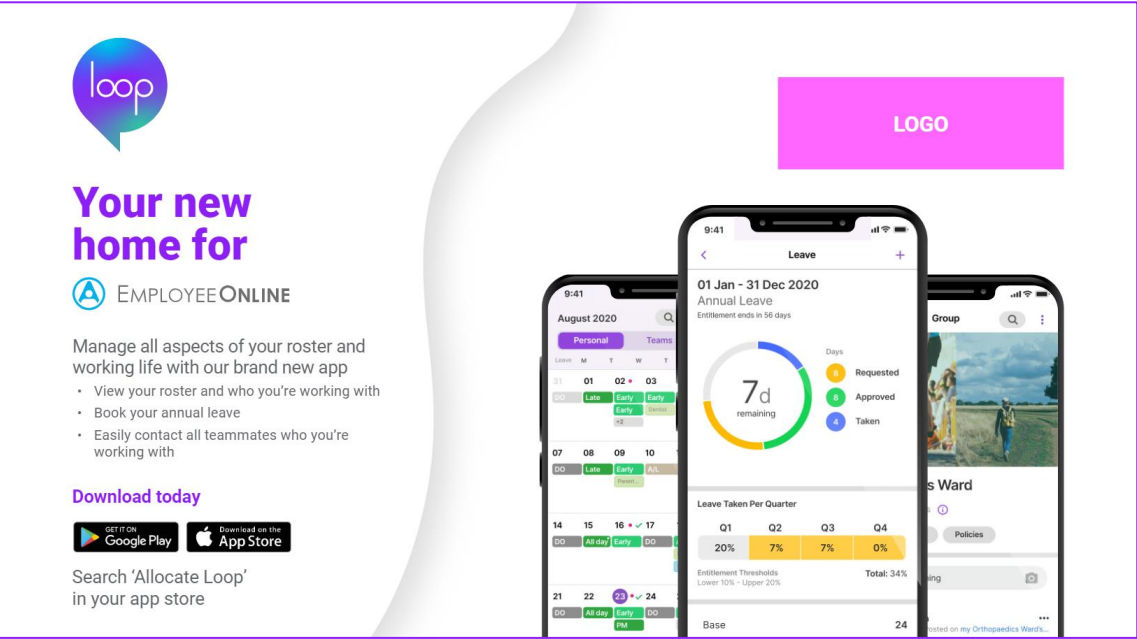 loop
Your new
home for
EMPLOYEEONLINE
Manage all aspects of your roster and
working life with our brand new app
• View your roster and who you're working with
• Book your annual leave
• Easily contact all teammates who you're
working with
Download today
GET IT ON
Google Play
Download on the
App Store
Search 'Allocate Loop'
in your app store
LOGO
9:41
August 2020
Personal Teams
Leave M T W T
31 01 02 03
DO Late Early Early
Early
+2
07 08 09 10
DO Late Early A/L
14 15 16 17
DO All day Early DO
21 22 23 24
DO All day Early DO
PM
9:41
Leave
01 Jan - 31 Dec 2020
Annual Leave
Entitlement ends in 56 days
7d
remaining
Days
8 Requested
8 Approved
4 Taken
Leave Taken Per Quarter
Q1 Q2 Q3 Q4
20% 7% 7% 0%
Entitlement Thresholds
Lower 10% - Upper 20%
Total: 34%
Base 24
Group
s Ward
Policies
ing
osted on my Orthopaedics Ward's...